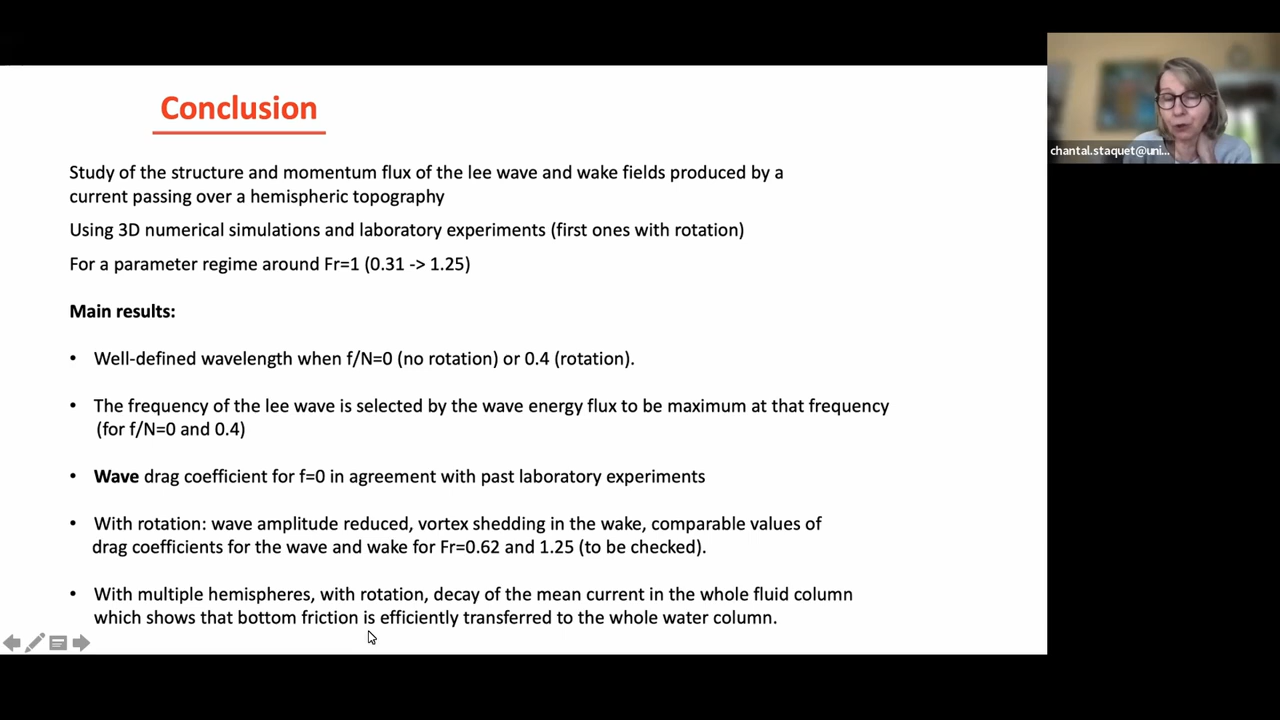 Conclusion
Study of the structure and momentum flux of the lee wave and wake fields produced by a
current passing over a hemispheric topography
Using 3D numerical simulations and laboratory experiments (first ones with rotation)
For a parameter regime around Fr=1 (0.31 -> 1.25)
Main results:
• Well-defined wavelength when f/N=0 (no rotation) or 0.4 (rotation).
• The frequency of the lee wave is selected by the wave energy flux to be maximum at that frequency
(for f/N=0 and 0.4)
• Wave drag coefficient for f=0 in agreement with past laboratory experiments
• With rotation: wave amplitude reduced, vortex shedding in the wake, comparable values of
drag coefficients for the wave and wake for Fr=0.62 and 1.25 (to be checked).
• With multiple hemispheres, with rotation, decay of the mean current in the whole fluid column
which shows that bottom friction is efficiently transferred to the whole water column.
chantal.staquet@uni...